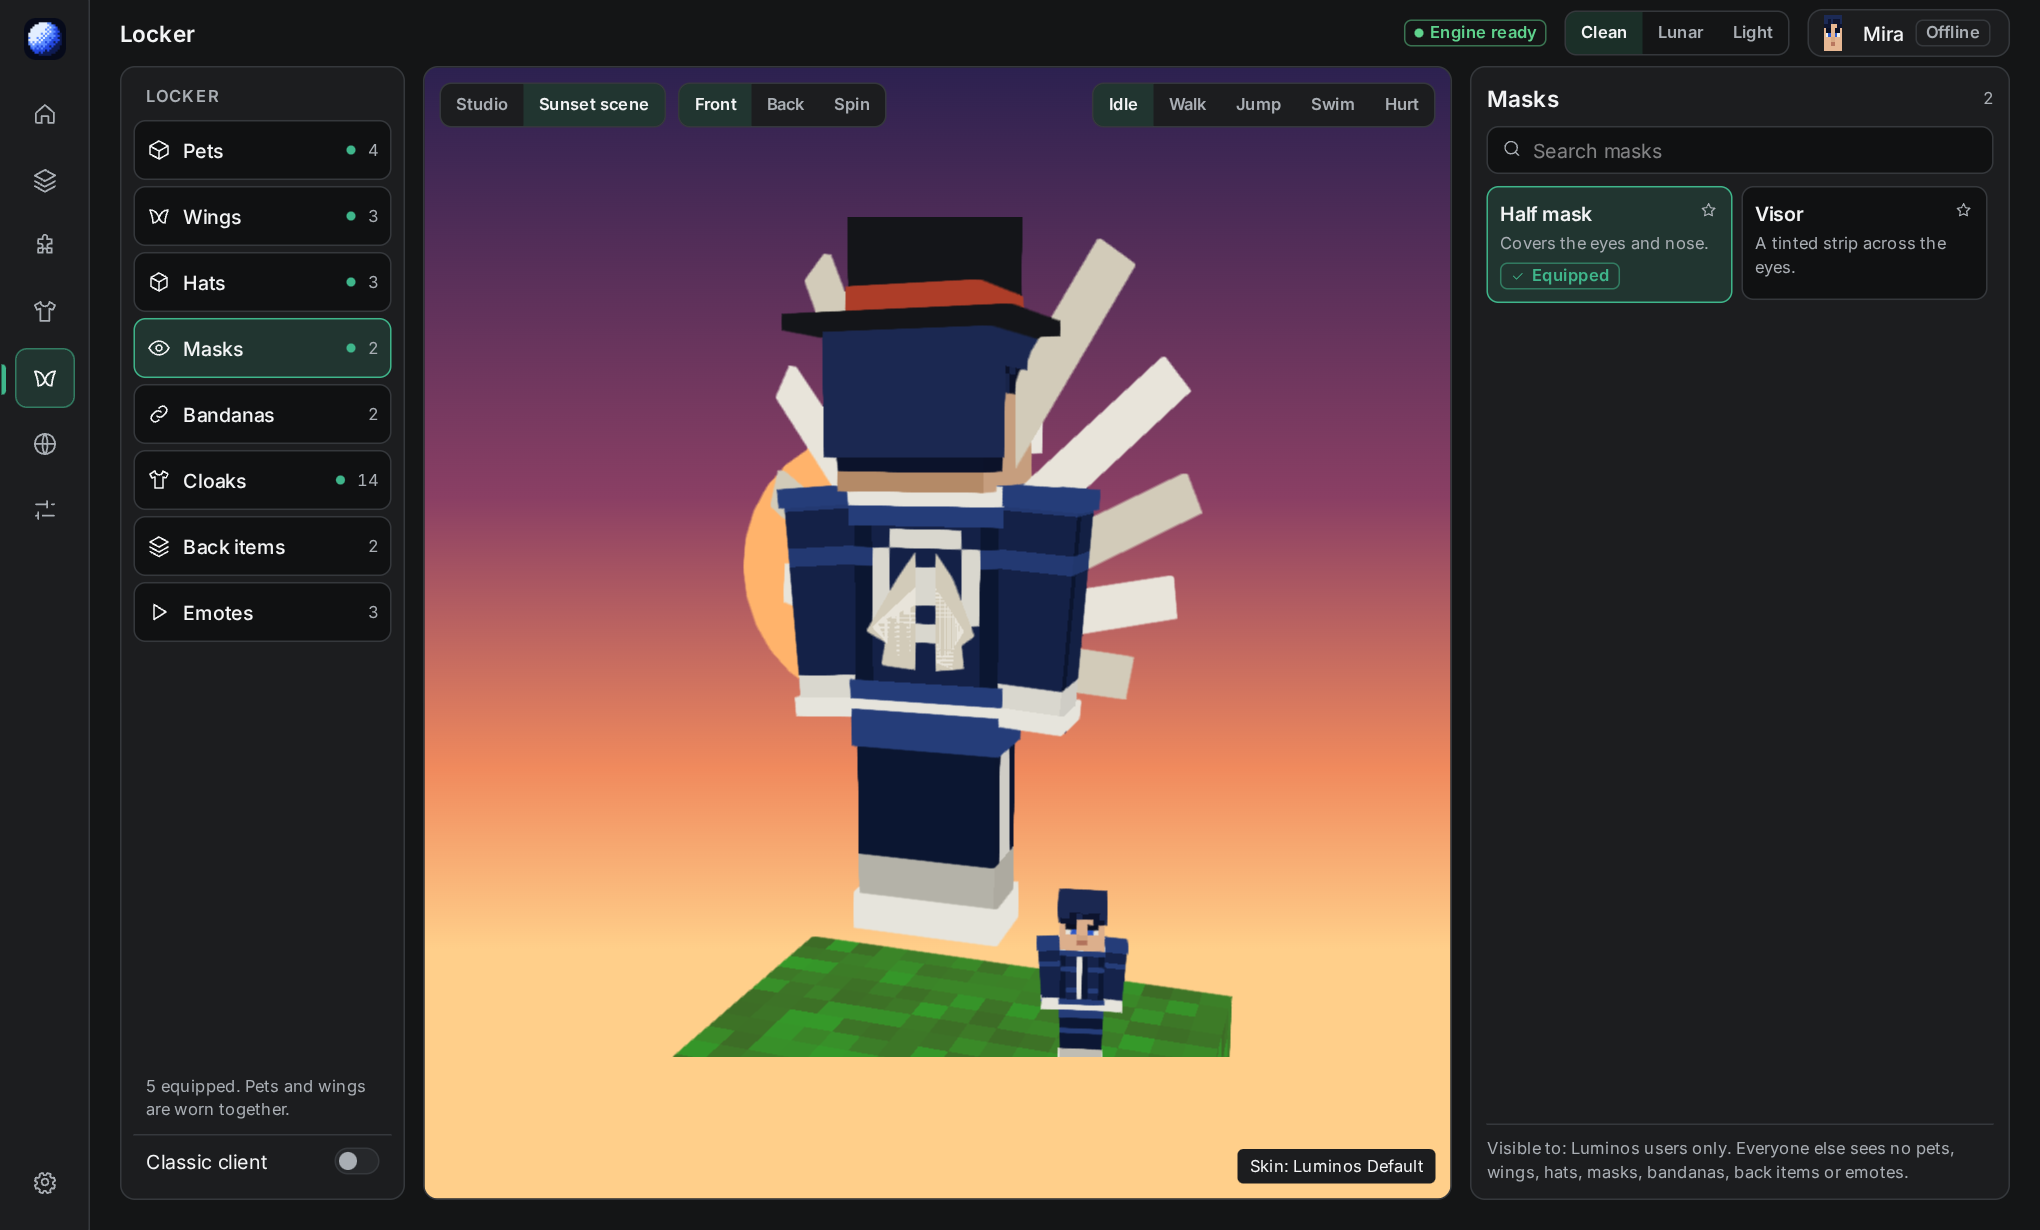 Locker
Engine ready
Clean
Lunar
Light
Mira
Offline
LOCKER
Pets
4
Wings
3
Hats
3
Masks
2
Bandanas
2
Cloaks
14
Back items
2
Emotes
3
5 equipped. Pets and wings
are worn together.
Classic client
Studio
Sunset scene
Front
Back
Spin
Idle
Walk
Jump
Swim
Hurt
Skin: Luminos Default
Masks
2
Search masks
Half mask
Covers the eyes and nose.
Equipped
Visor
A tinted strip across the
eyes.
Visible to: Luminos users only. Everyone else sees no pets,
wings, hats, masks, bandanas, back items or emotes.